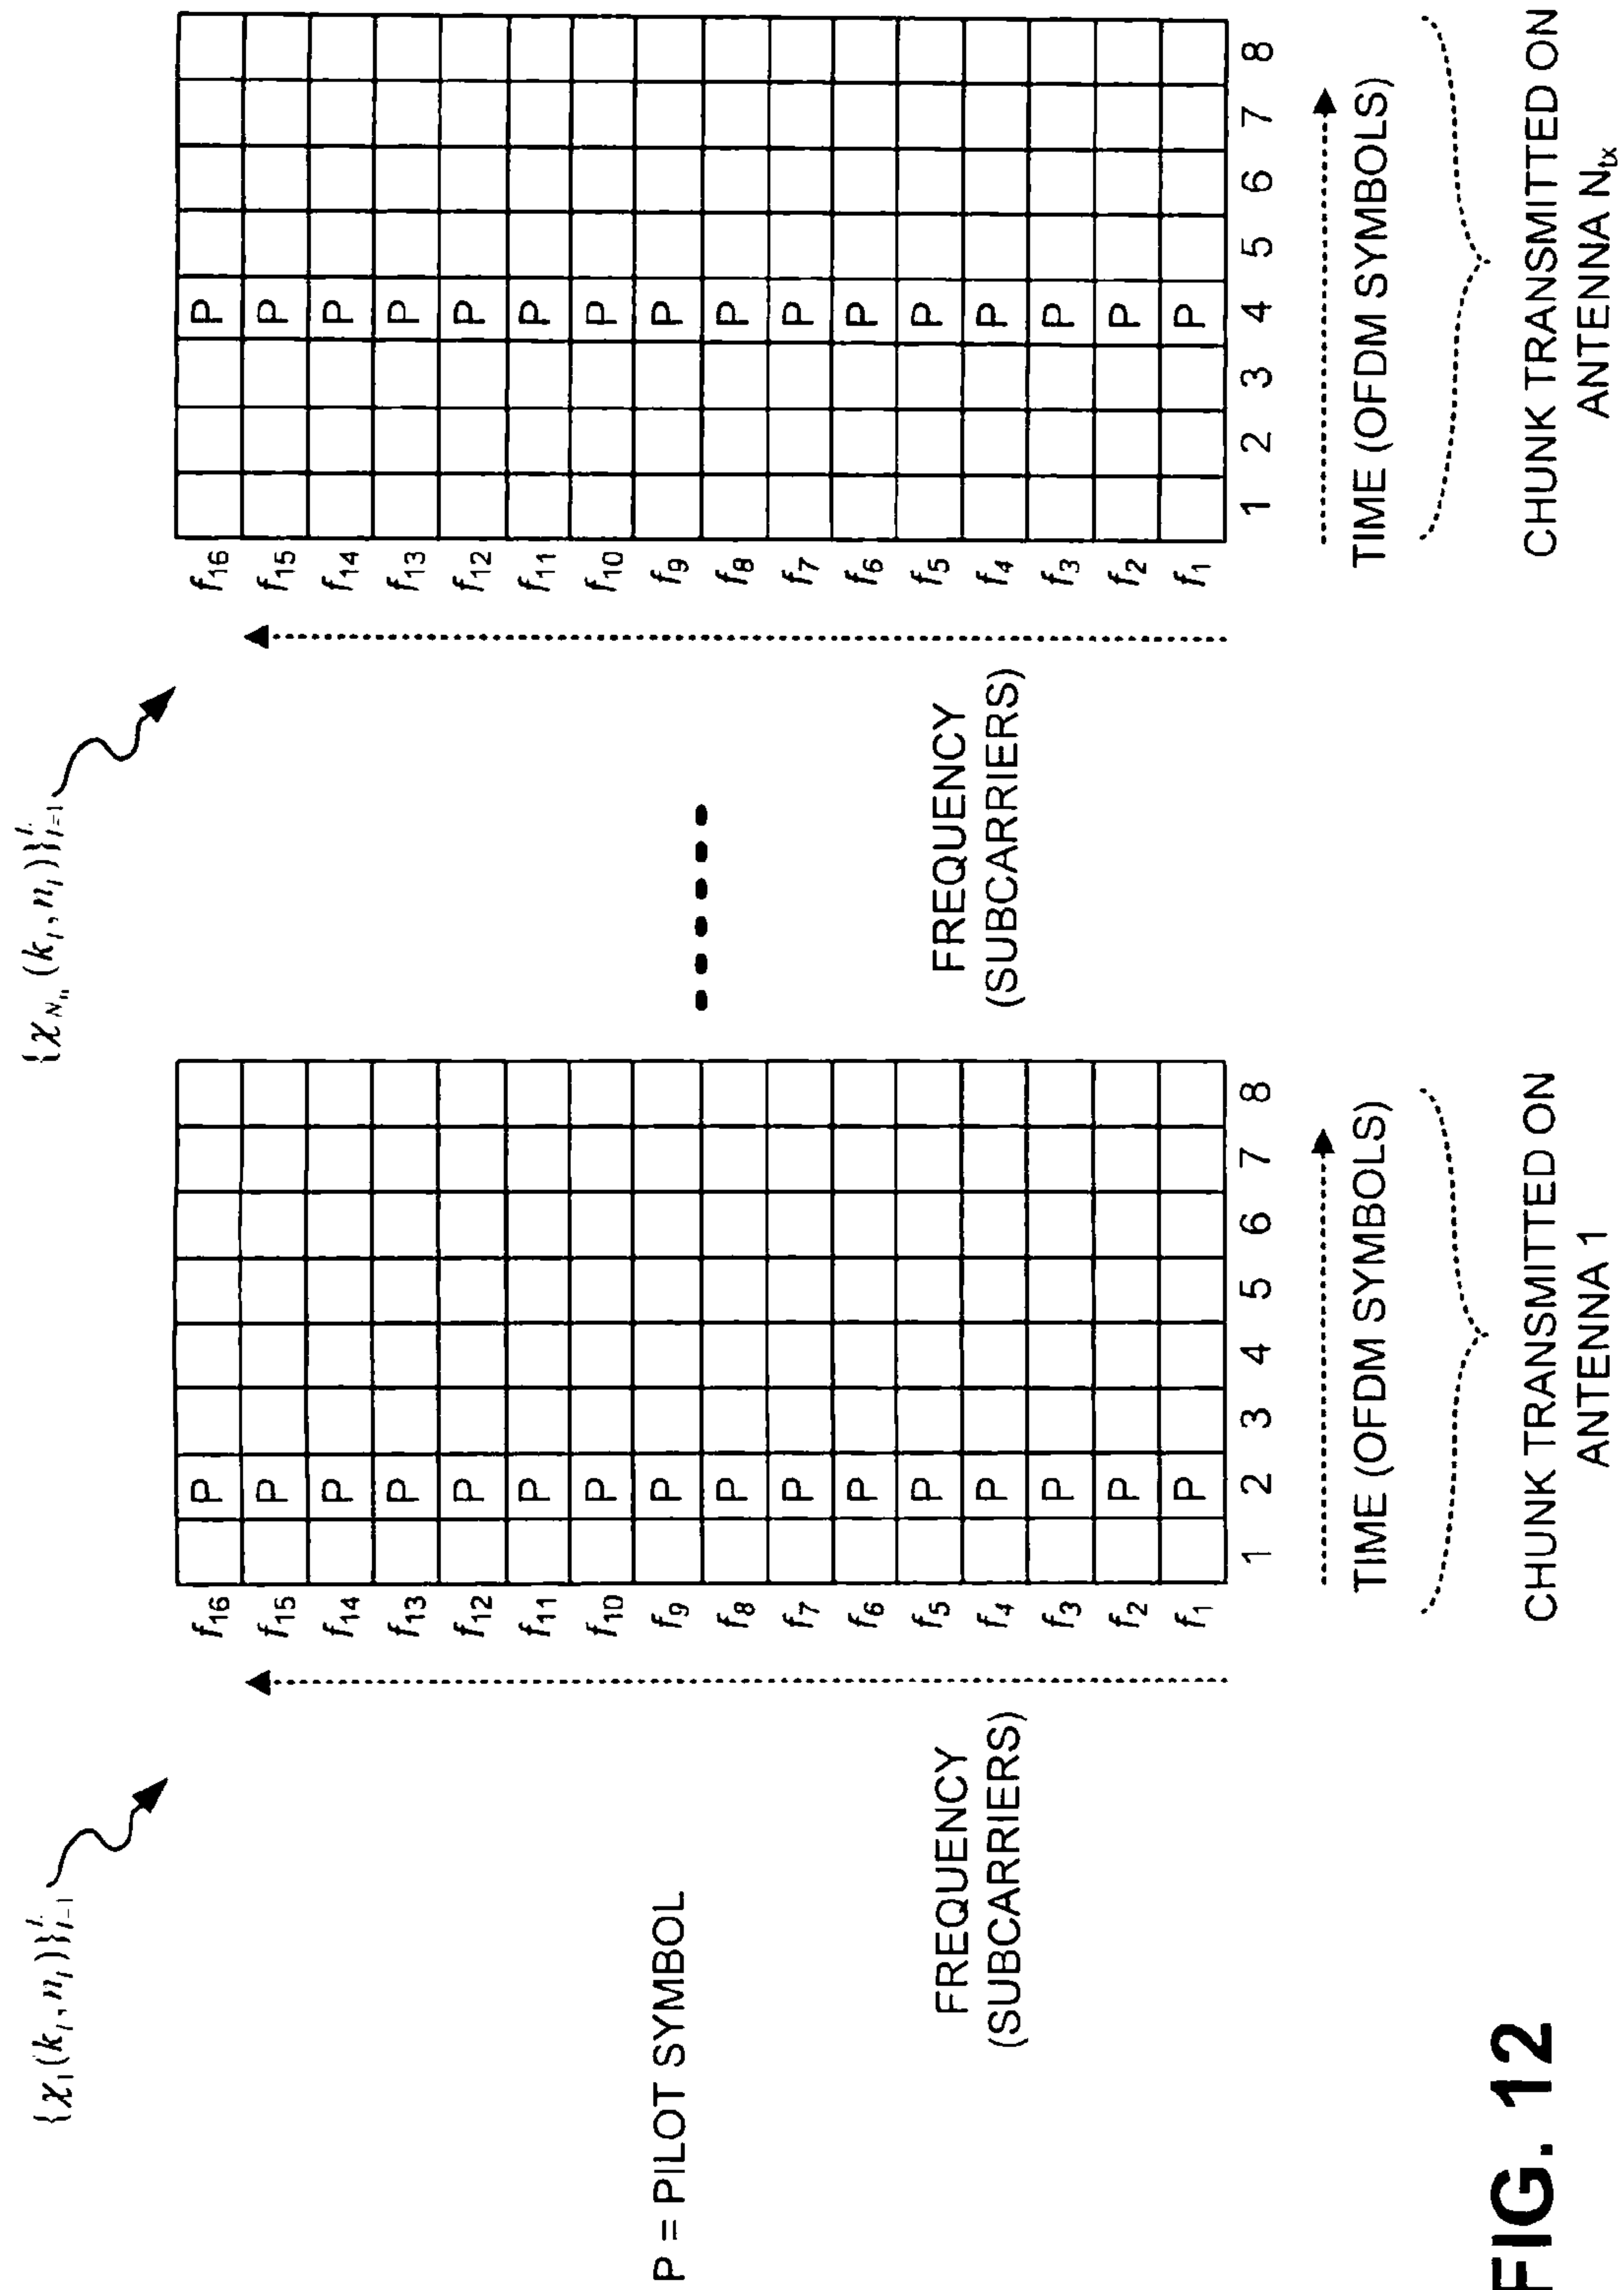 {χ₁(kₗ, nₗ)}ᴸₗ₌₁
P = PILOT SYMBOL
FREQUENCY
(SUBCARRIERS)
f₁₆ P
f₁₅ P
f₁₄ P
f₁₃ P
f₁₂ P
f₁₁ P
f₁₀ P
f₉ P
f₈ P
f₇ P
f₆ P
f₅ P
f₄ P
f₃ P
f₂ P
f₁ P
1 2 3 4 5 6 7 8
TIME (OFDM SYMBOLS)
CHUNK TRANSMITTED ON
ANTENNA 1
{χ_Nₜₓ(kₗ, nₗ)}ᴸₗ₌₁
FREQUENCY
(SUBCARRIERS)
f₁₆ P
f₁₅ P
f₁₄ P
f₁₃ P
f₁₂ P
f₁₁ P
f₁₀ P
f₉ P
f₈ P
f₇ P
f₆ P
f₅ P
f₄ P
f₃ P
f₂ P
f₁ P
1 2 3 4 5 6 7 8
TIME (OFDM SYMBOLS)
CHUNK TRANSMITTED ON
ANTENNA Nₜₓ
FIG. 12